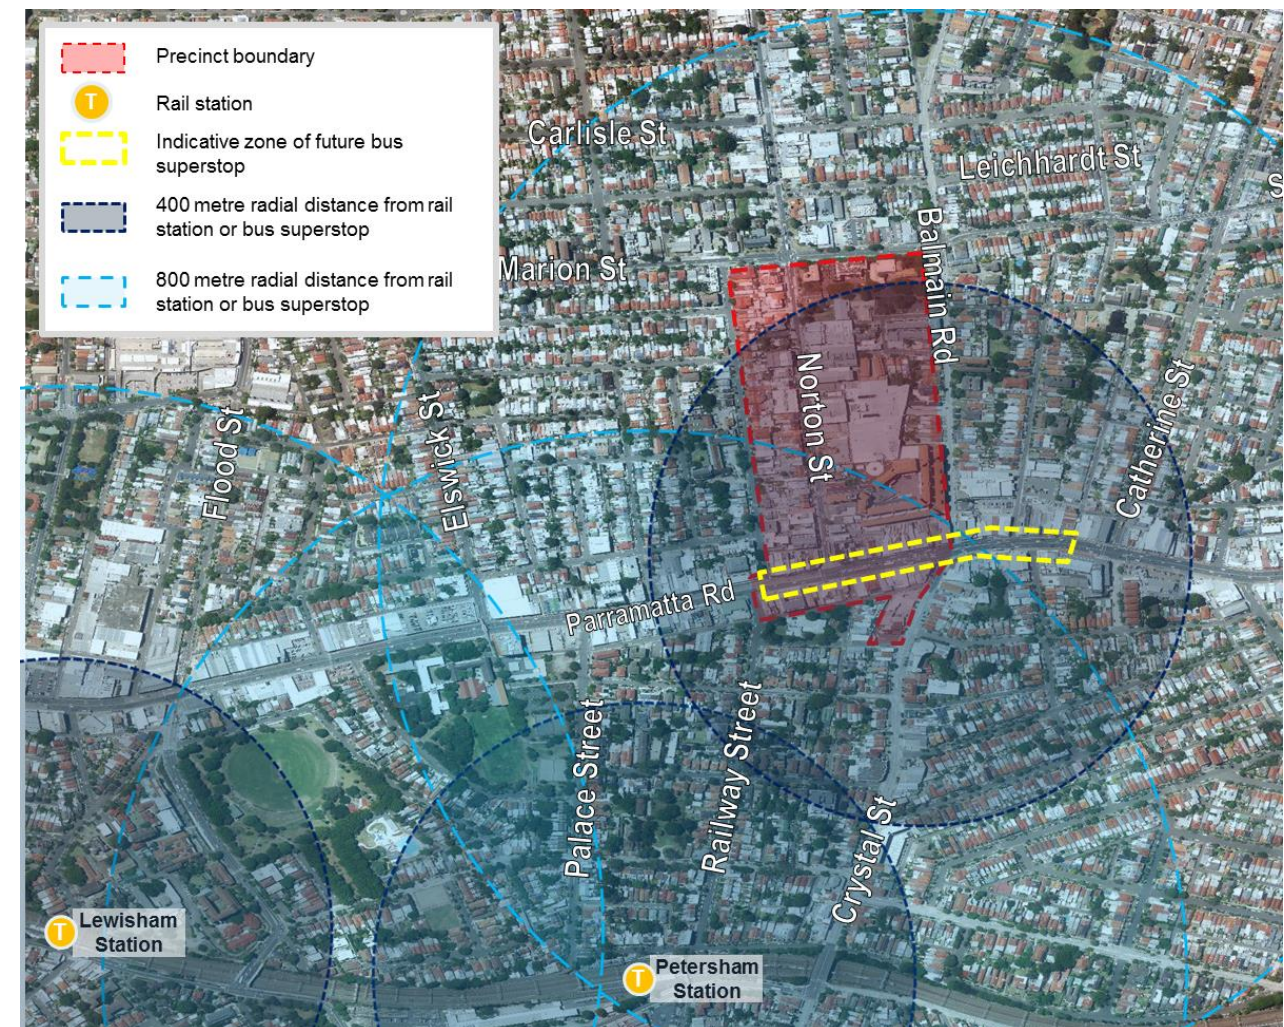 Precinct boundary
T
Rail station
Indicative zone of future bus
superstop
400 metre radial distance from rail
station or bus superstop
800 metre radial distance from rail
station or bus superstop
Carlisle St
Leichhardt St
S
Marion St
Balmain Rd
Norton St
Catherine St
Flood St
Elswick St
Parramatta Rd
Palace Street
Railway Street
Crystal St
T
Lewisham
Station
T
Petersham
Station